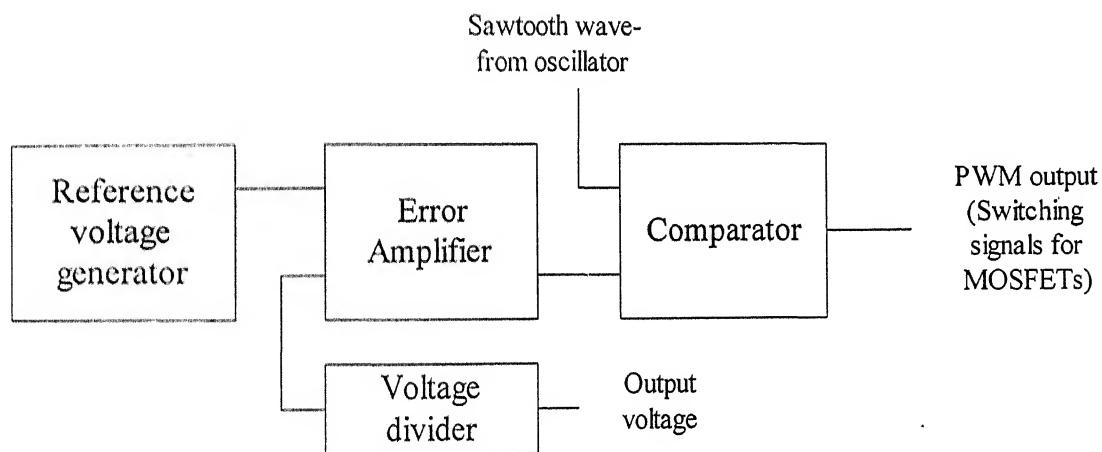 Sawtooth wave-
from oscillator
Reference
voltage
generator
Error
Amplifier
Comparator
PWM output
(Switching
signals for
MOSFETs)
Voltage
divider
Output
voltage